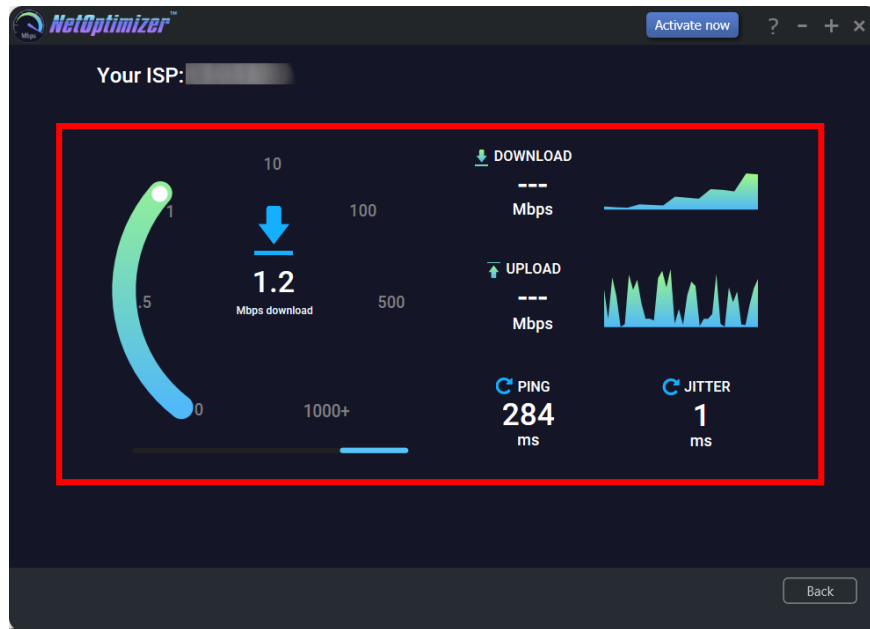 Mbps
NetOptimizer™
Activate now
?
Your ISP:
10
1
100
.5
500
0
1000+
1.2
Mbps download
DOWNLOAD
---
Mbps
UPLOAD
---
Mbps
PING
284
ms
JITTER
1
ms
Back